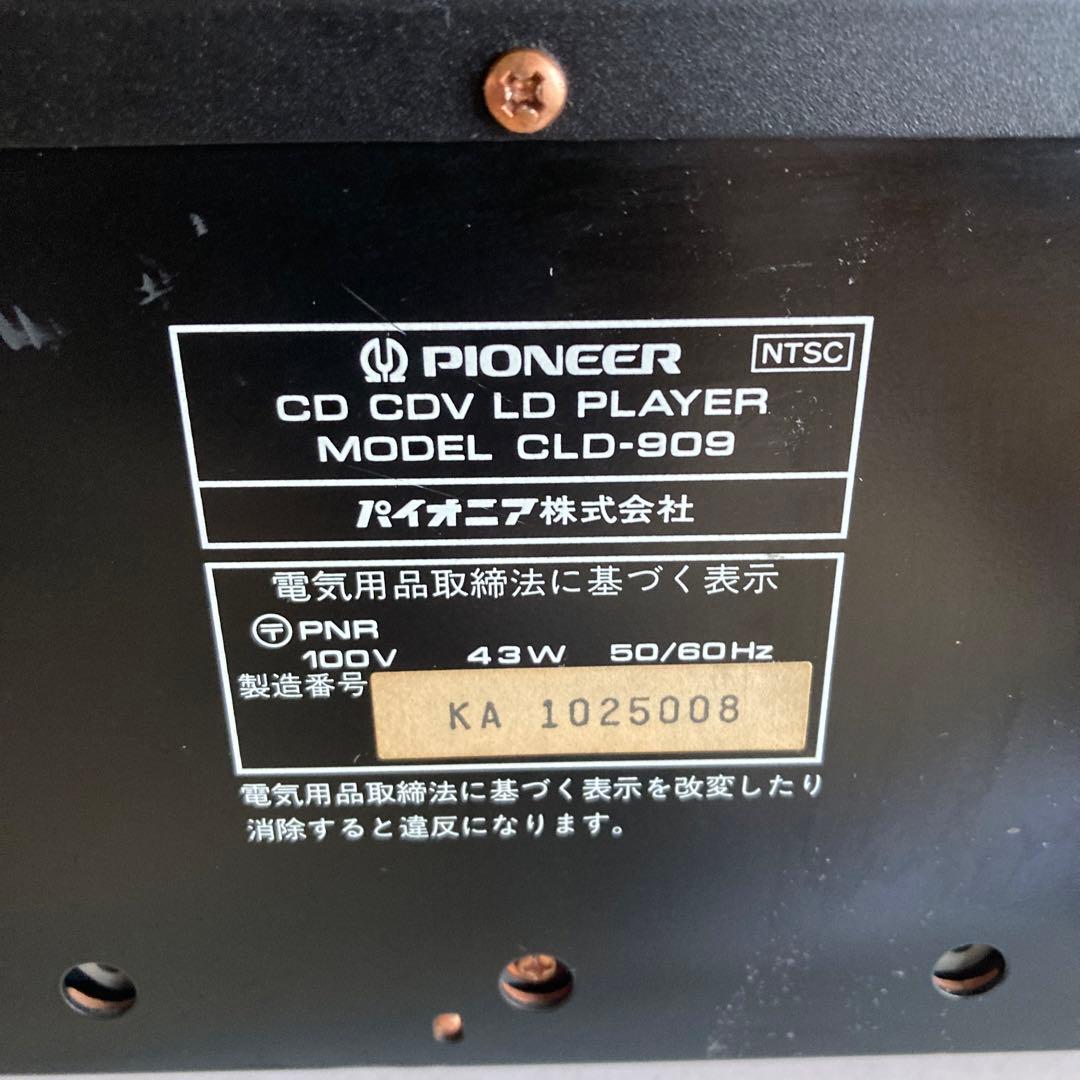 PIONEER NTSC
CD CDV LD PLAYER
MODEL CLD-909
パイオニア株式会社
電気用品取締法に基づく表示
〒 PNR
100V 43W 50/60Hz
製造番号 KA 1025008
電気用品取締法に基づく表示を改変したり
消除すると違反になります。